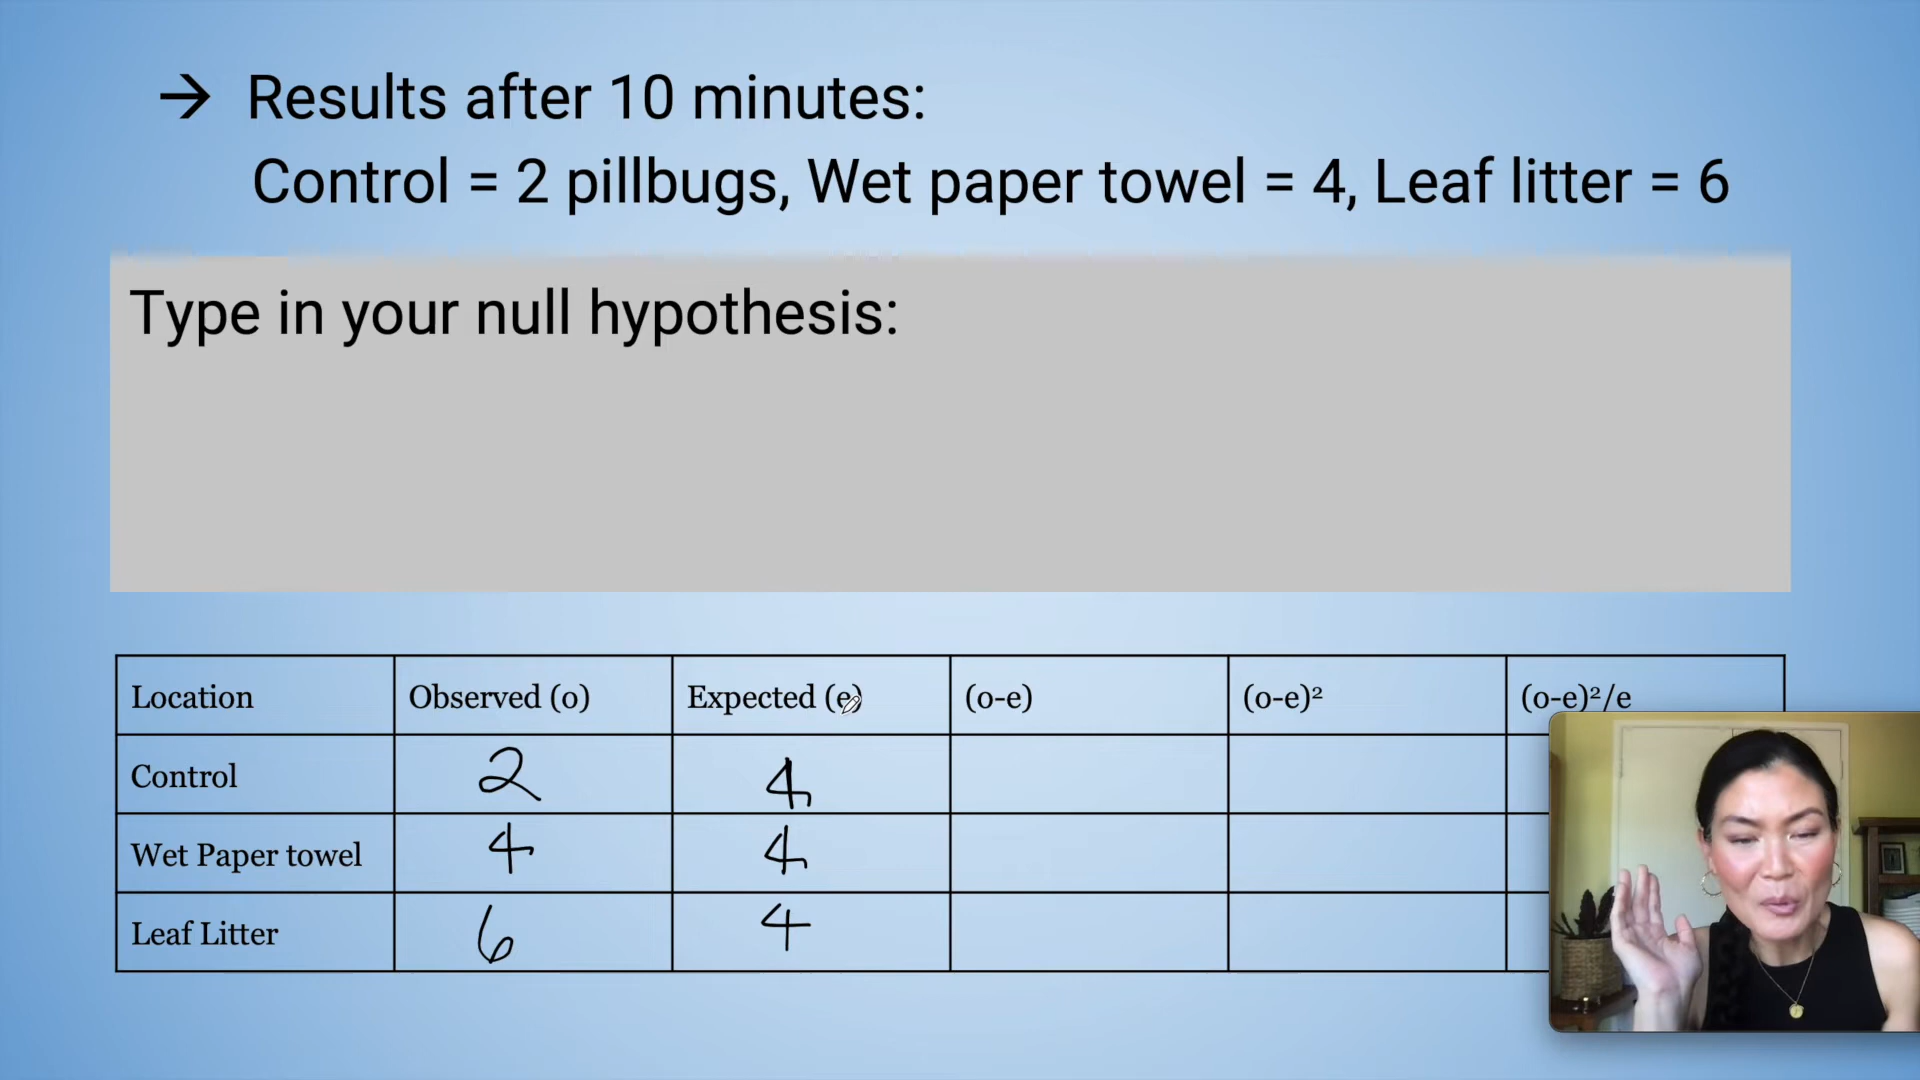 → Results after 10 minutes:
Control = 2 pillbugs, Wet paper towel = 4, Leaf litter = 6
Type in your null hypothesis:
Location Observed (o) Expected (e) (o-e) (o-e)² (o-e)²/e
Control 2 4
Wet Paper towel 4 4
Leaf Litter 6 4